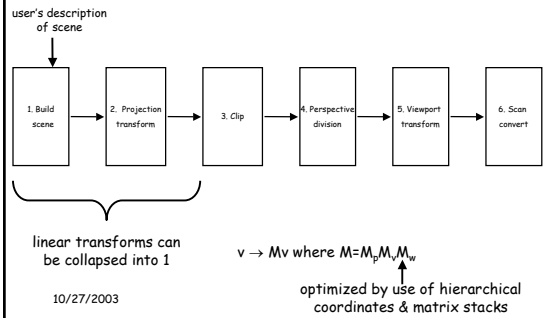 user's description
of scene
1. Build
scene
2. Projection
transform
3. Clip
4. Perspective
division
5. Viewport
transform
6. Scan
convert
linear transforms can
be collapsed into 1
v → Mv where M=MpMvMw
optimized by use of hierarchical
coordinates & matrix stacks
10/27/2003